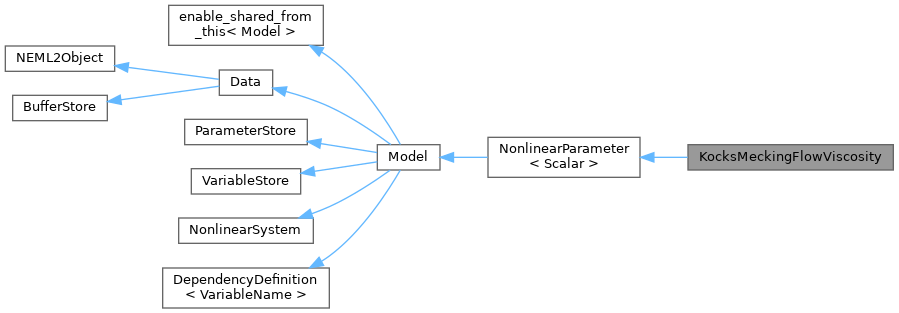 enable_shared_from
_this< Model >
NEML2Object
Data
BufferStore
ParameterStore
NonlinearParameter
< Scalar >
Model
KocksMeckingFlowViscosity
VariableStore
NonlinearSystem
DependencyDefinition
< VariableName >